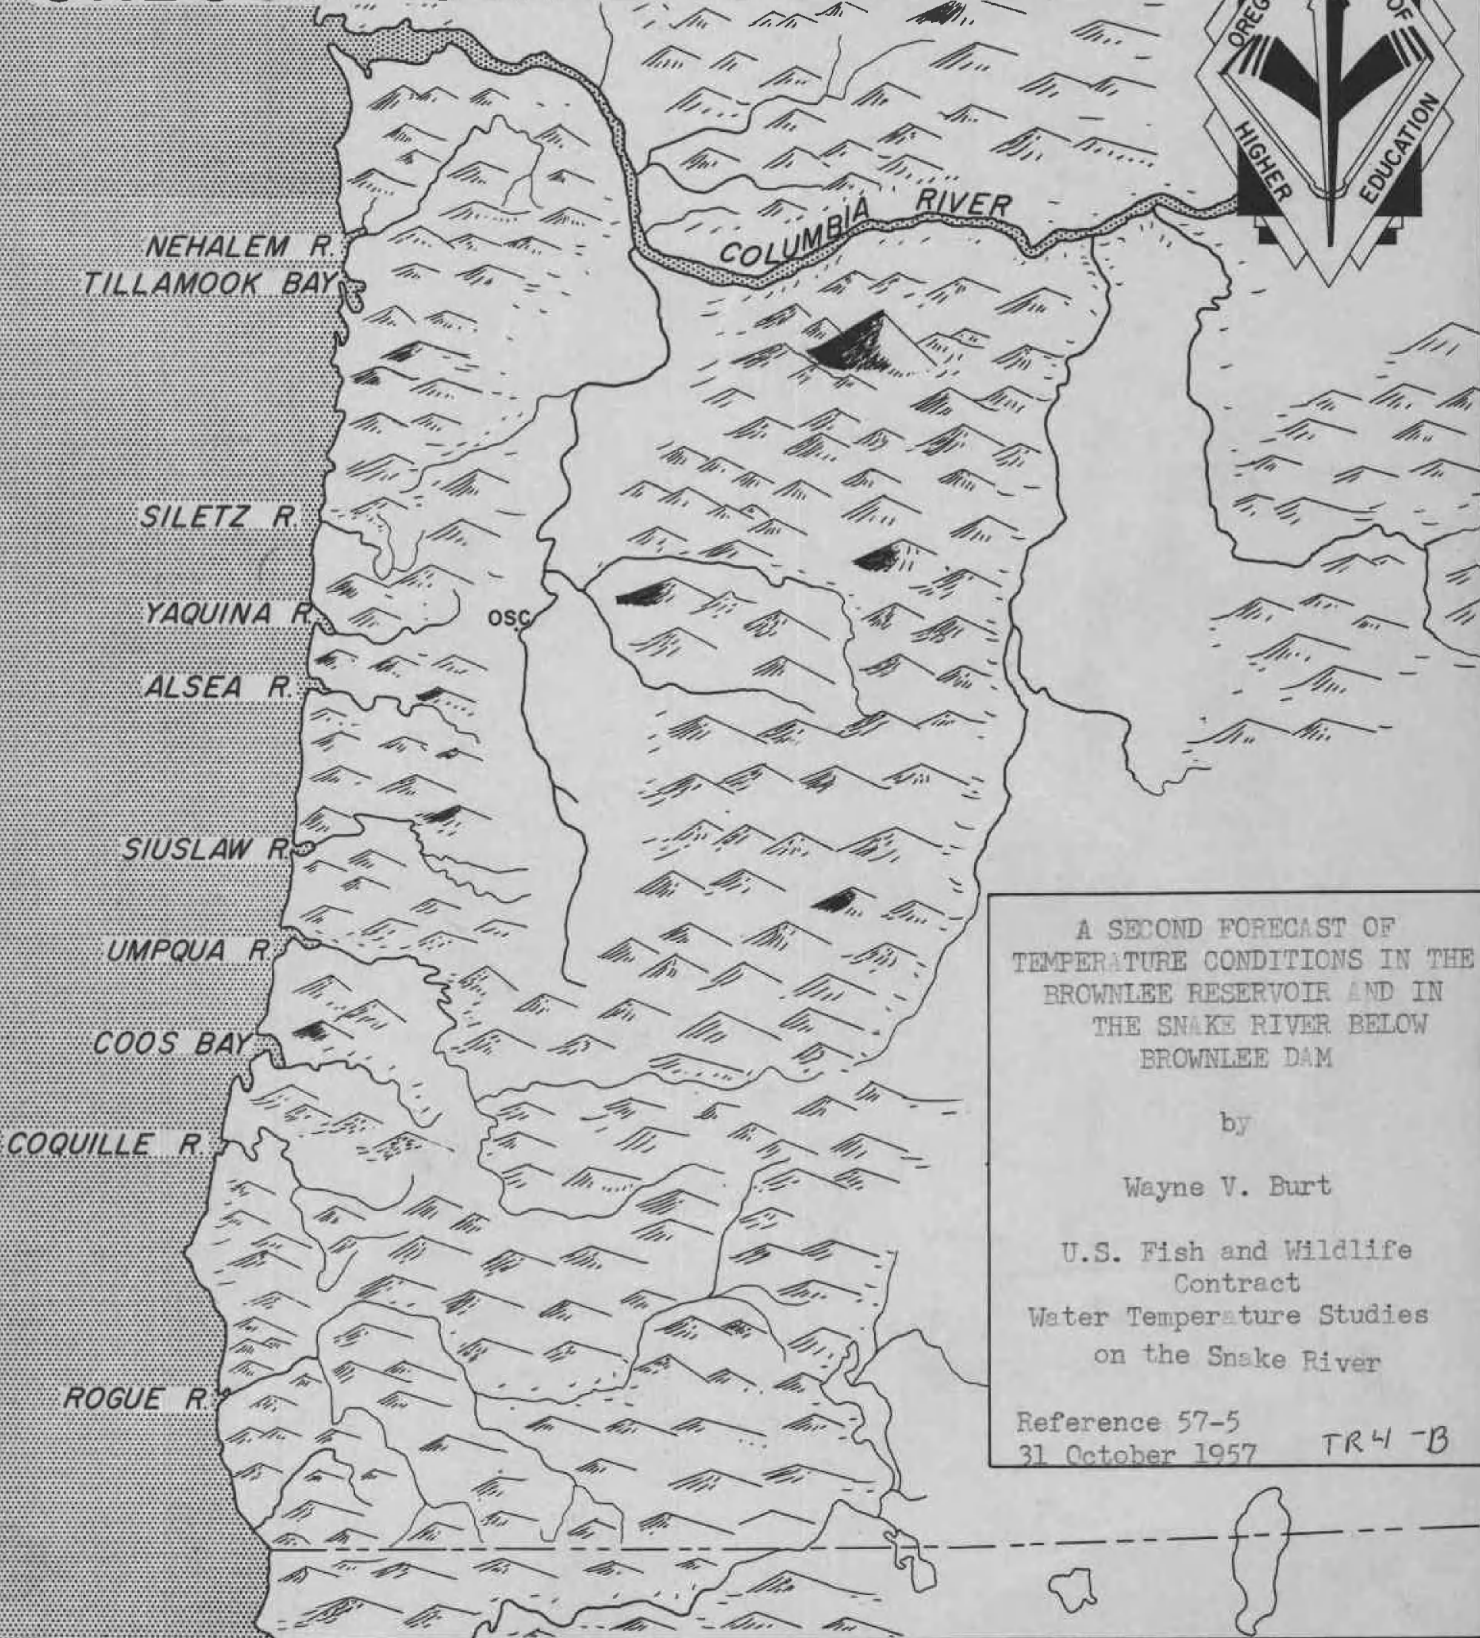 OREG
OF
HIGHER
EDUCATION
COLUMBIA RIVER
NEHALEM R.
TILLAMOOK BAY
SILETZ R.
YAQUINA R.
OSC
ALSEA R.
SIUSLAW R.
UMPQUA R.
COOS BAY
COQUILLE R.
ROGUE R.
A SECOND FORECAST OF
TEMPERATURE CONDITIONS IN THE
BROWNLEE RESERVOIR AND IN
THE SNAKE RIVER BELOW
BROWNLEE DAM
by
Wayne V. Burt
U.S. Fish and Wildlife
Contract
Water Temperature Studies
on the Snake River
Reference 57-5
31 October 1957
TR4-B